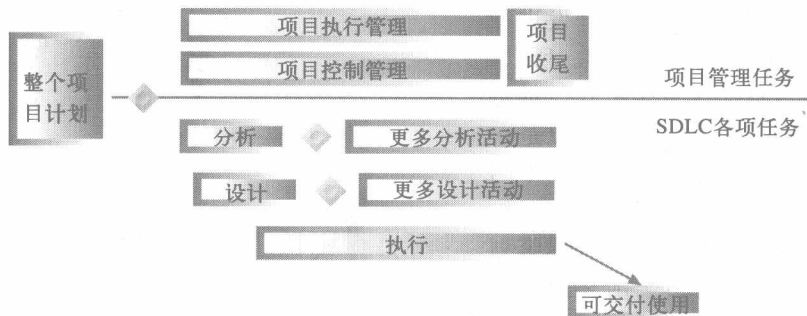 项目执行管理
项目
收尾
整个项
目计划
项目控制管理
项目管理任务
SDLC各项任务
分析
更多分析活动
设计
更多设计活动
执行
可交付使用